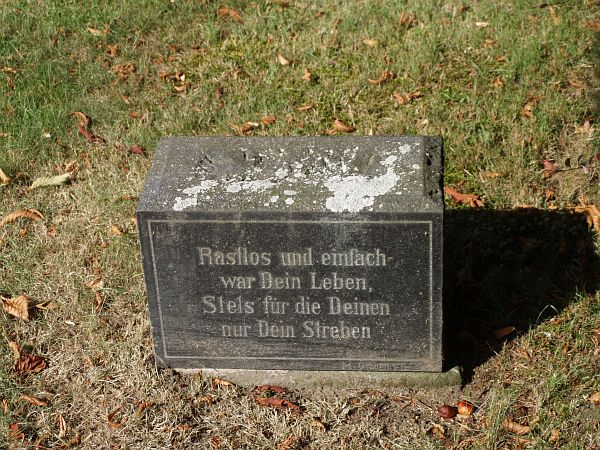 Rastlos und einfach
war Dein Leben,
Stets für die Deinen
nur Dein Streben